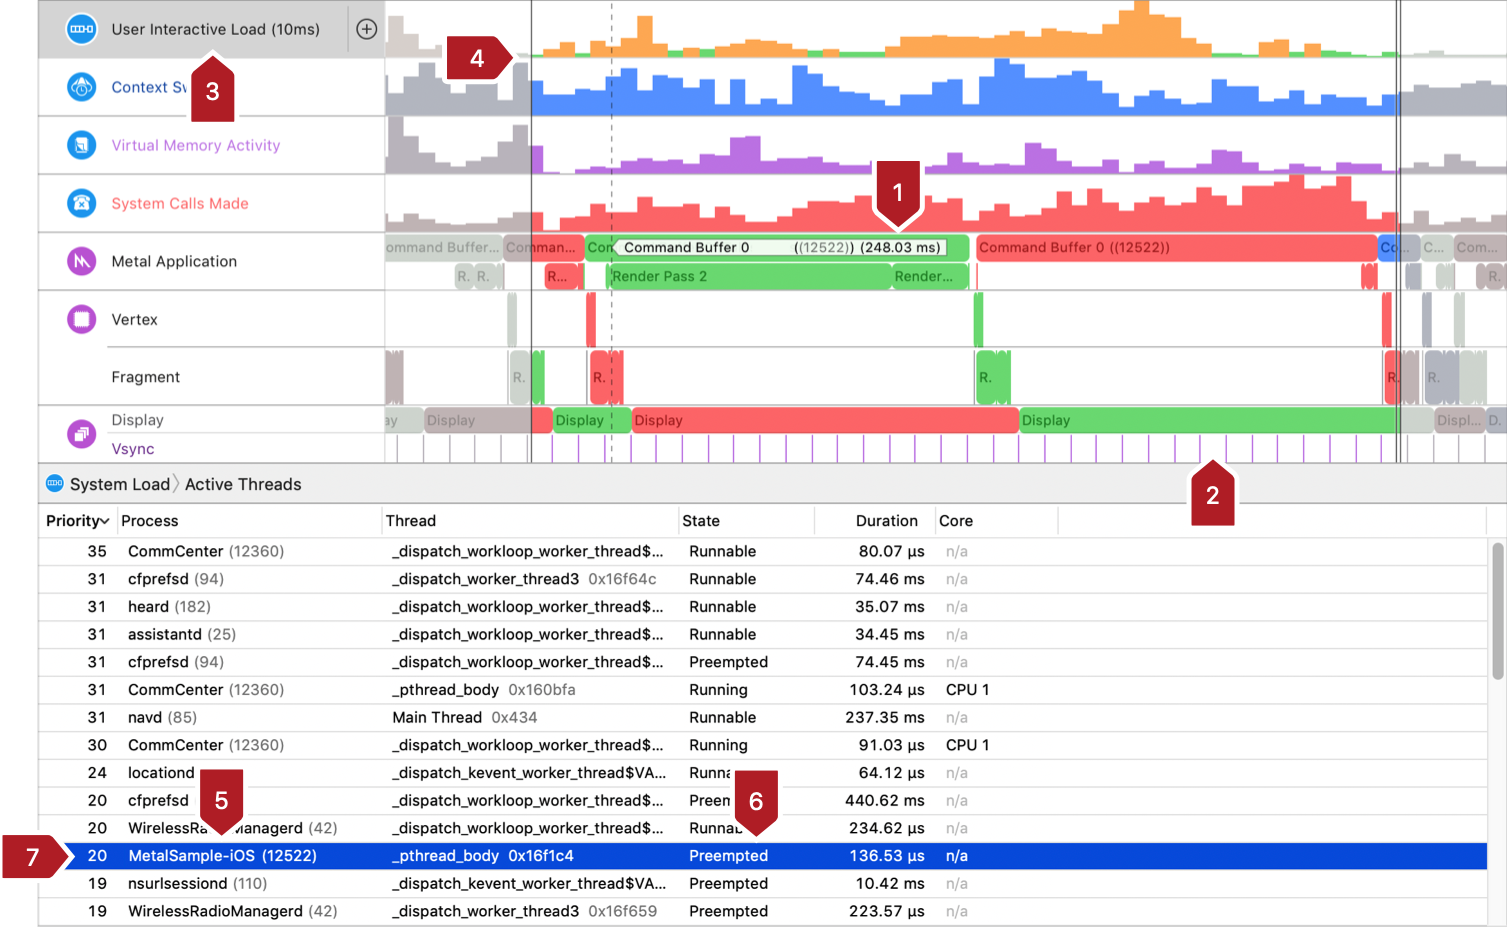 User Interactive Load (10ms)
4
Context Sw
3
Virtual Memory Activity
System Calls Made
1
Metal Application
ommand Buffer... Comman... Con Command Buffer 0 ((12522)) (248.03 ms) Command Buffer 0 ((12522)) Co... C... Com...
R. R. R... Render Pass 2 Render... R.
Vertex
Fragment
R. R. R. R. R.
Display
ay Display Display Display Display Displ... D.
Vsync
2
System Load Active Threads
Priority Process Thread State Duration Core
35 CommCenter (12360) _dispatch_workloop_worker_thread$... Runnable 80.07 µs n/a
31 cfprefsd (94) _dispatch_worker_thread3 0x16f64c Runnable 74.46 ms n/a
31 heard (182) _dispatch_workloop_worker_thread$... Runnable 35.07 ms n/a
31 assistantd (25) _dispatch_workloop_worker_thread$... Runnable 34.45 ms n/a
31 cfprefsd (94) _dispatch_workloop_worker_thread$... Preempted 74.45 ms n/a
31 CommCenter (12360) _pthread_body 0x160bfa Running 103.24 µs CPU 1
31 navd (85) Main Thread 0x434 Runnable 237.35 ms n/a
30 CommCenter (12360) _dispatch_workloop_worker_thread$... Running 91.03 µs CPU 1
24 locationd _dispatch_kevent_worker_thread$VA... Runna 64.12 µs n/a
20 cfprefsd 5 _dispatch_workloop_worker_thread$... Preem 6 440.62 ms n/a
20 WirelessRa Managerd (42) _dispatch_workloop_worker_thread$... Runnab 234.62 µs n/a
7 20 MetalSample-iOS (12522) _pthread_body 0x16f1c4 Preempted 136.53 µs n/a
19 nsurlsessiond (110) _dispatch_kevent_worker_thread$VA... Preempted 10.42 ms n/a
19 WirelessRadioManagerd (42) _dispatch_worker_thread3 0x16f659 Preempted 223.57 µs n/a